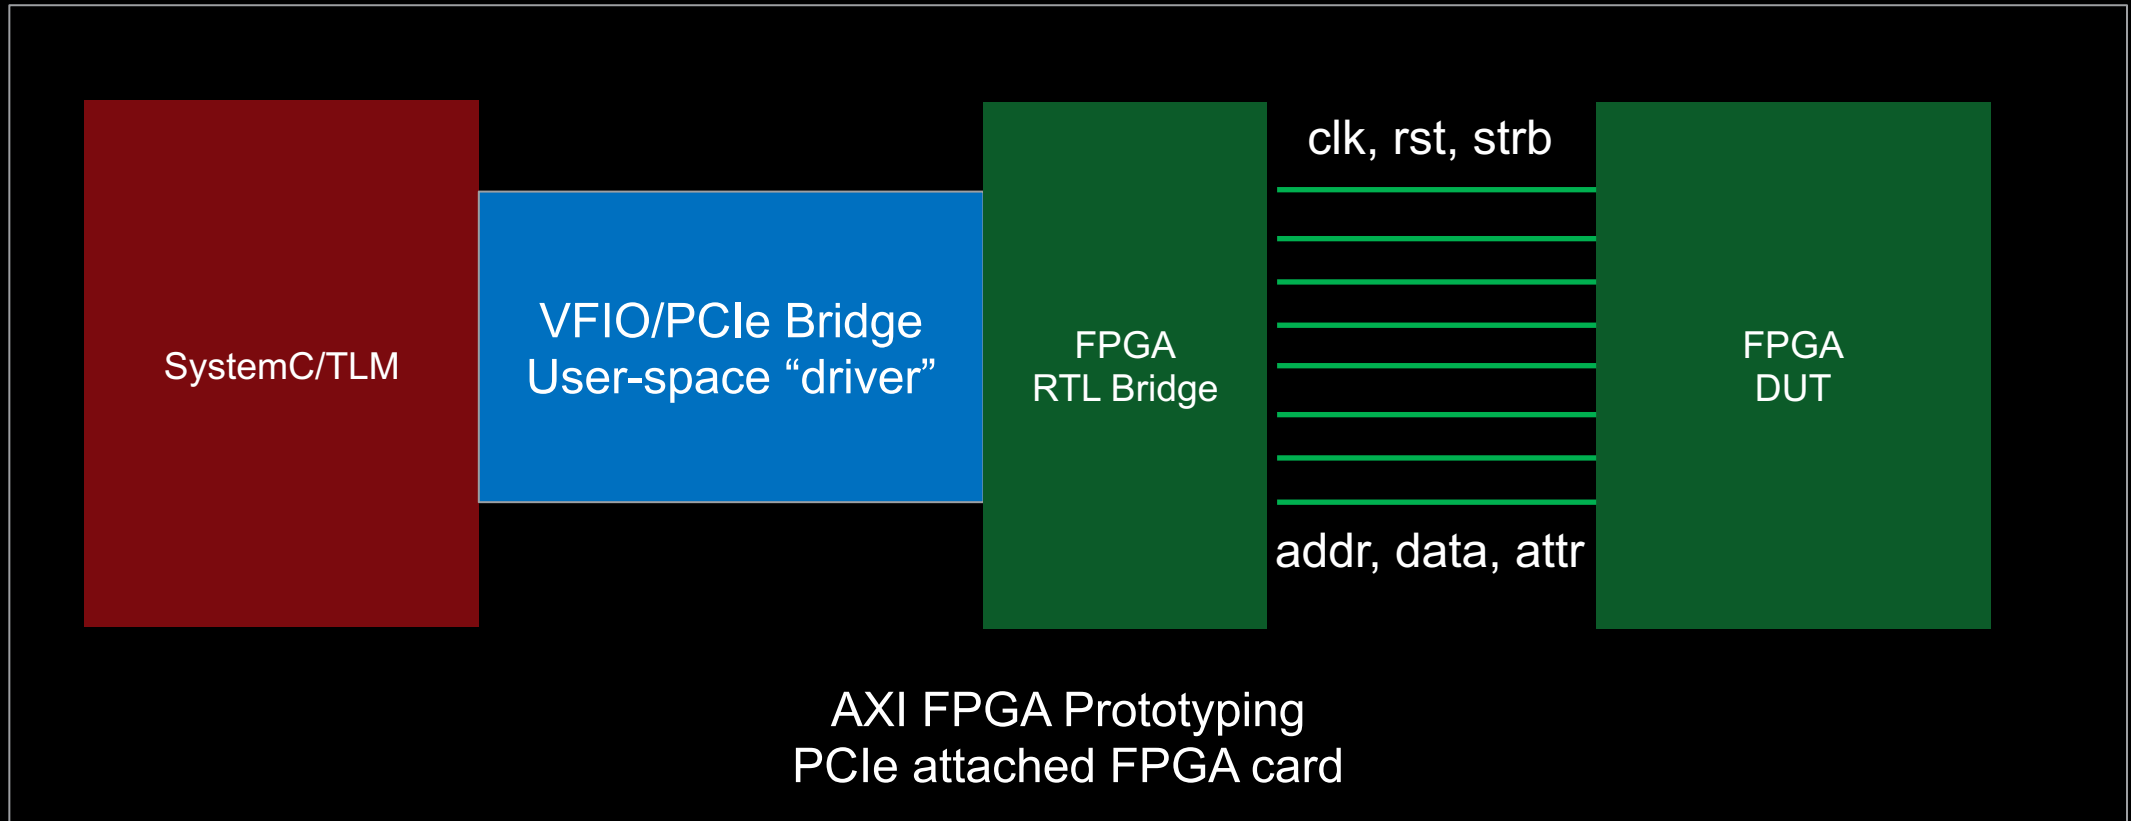 clk, rst, strb
SystemC/TLM
VFIO/PCIe Bridge
User-space “driver”
FPGA
RTL Bridge
FPGA
DUT
addr, data, attr
AXI FPGA Prototyping
PCIe attached FPGA card